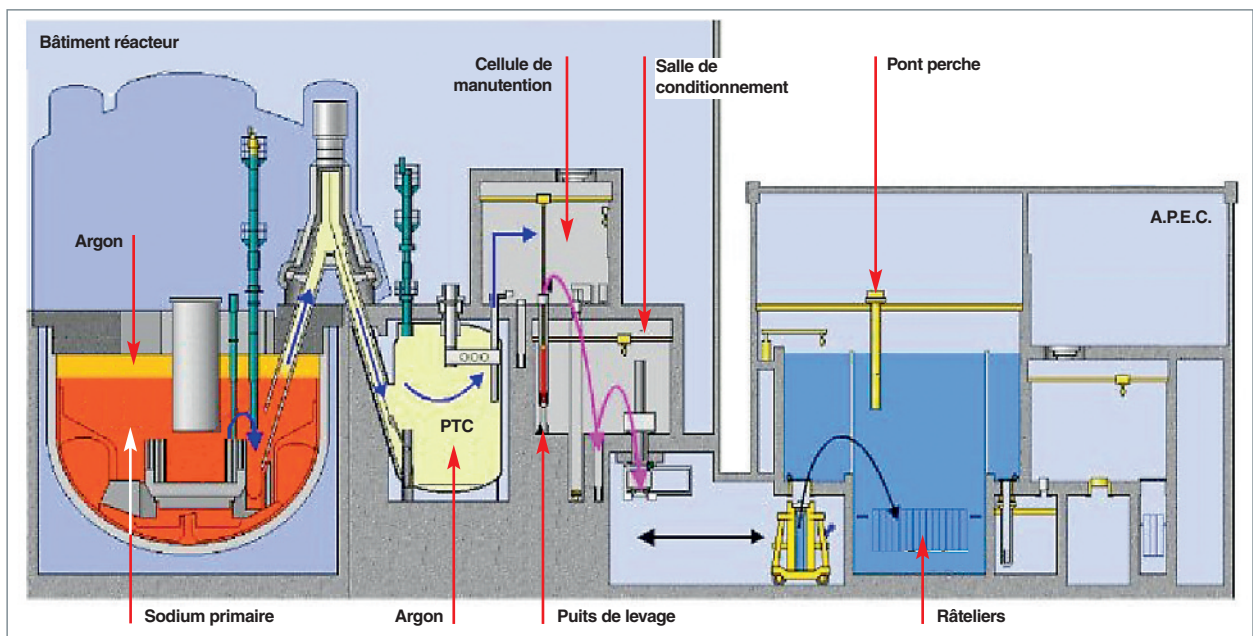 Bâtiment réacteur
Cellule de
manutention
Salle de
conditionnement
Pont perche
A.P.E.C.
Argon
PTC
Sodium primaire
Argon
Puits de levage
Râteliers